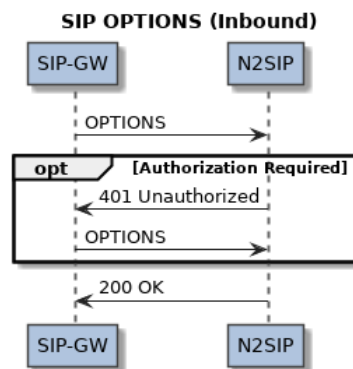 SIP OPTIONS (Inbound)
SIP-GW N2SIP
OPTIONS
opt [Authorization Required]
401 Unauthorized
OPTIONS
200 OK
SIP-GW N2SIP